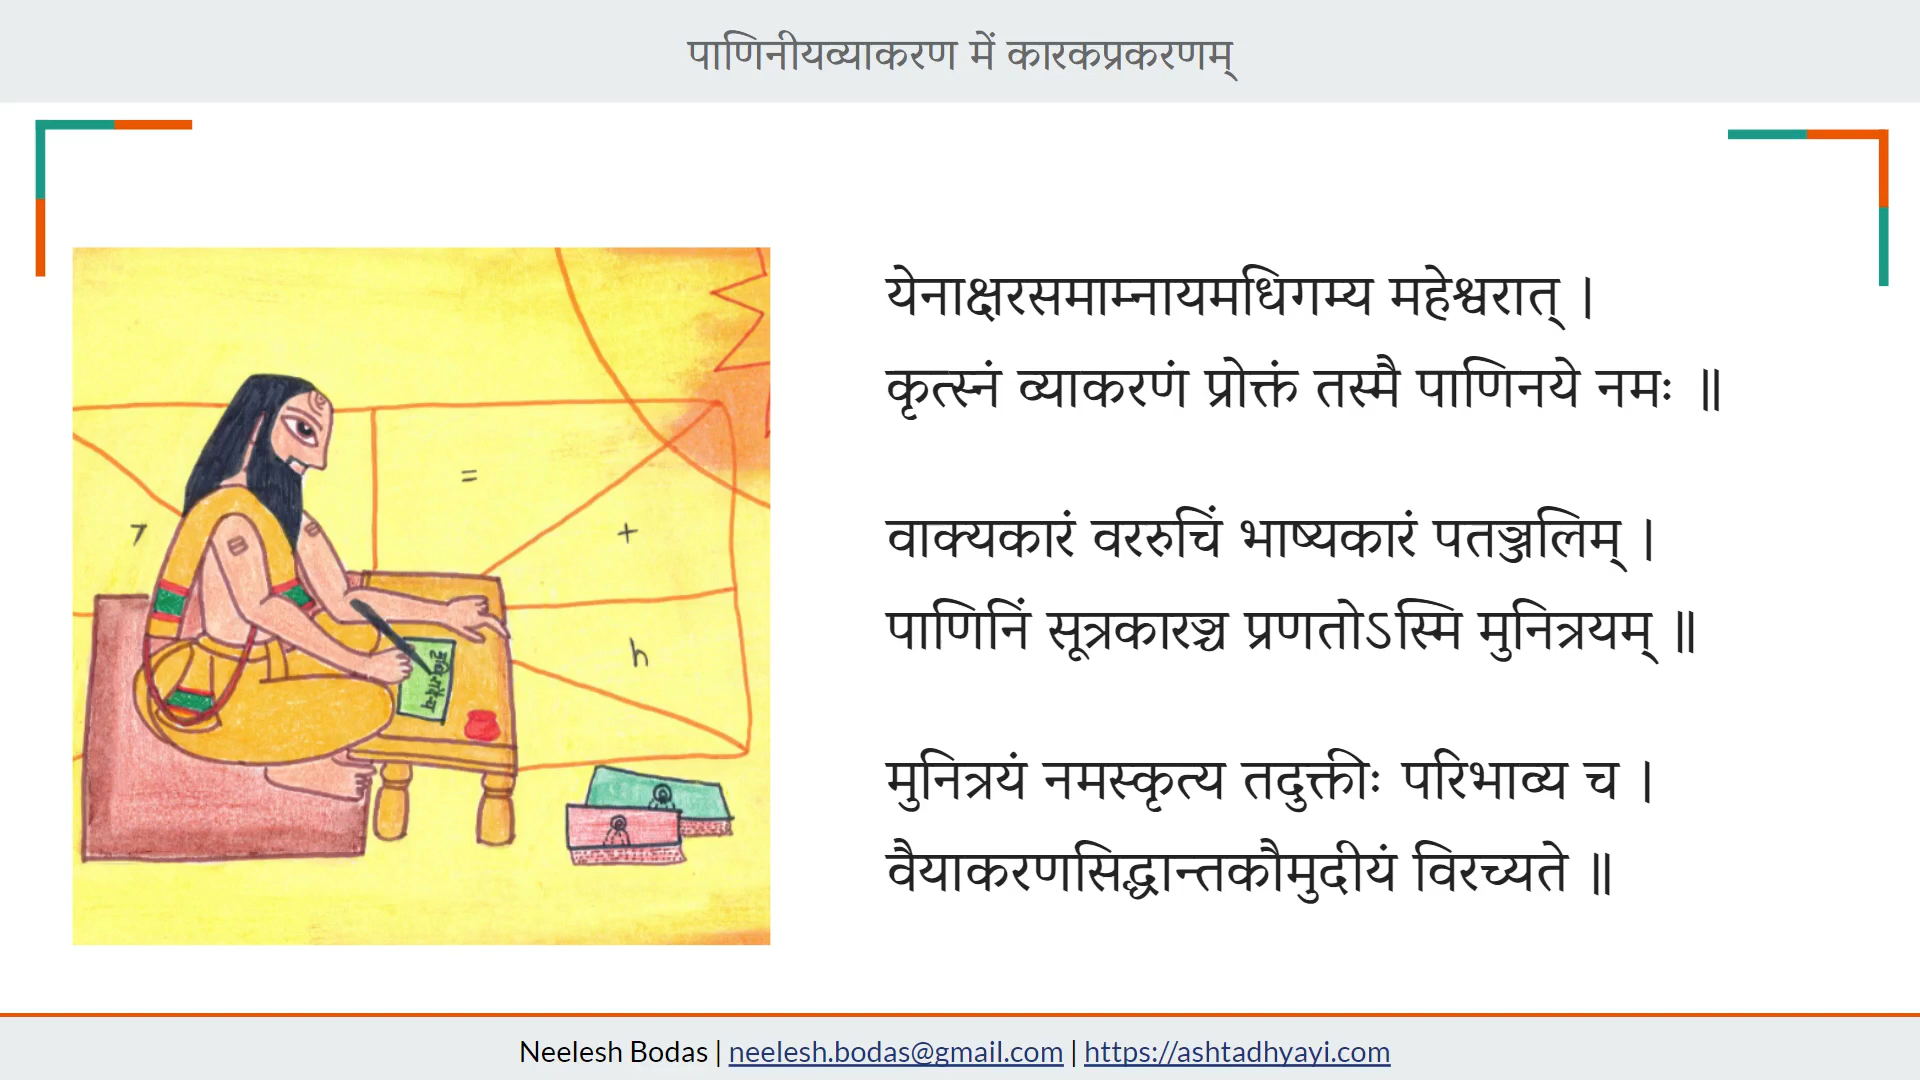 पाणिनीयव्याकरण में कारकप्रकरणम्
येनाक्षरसमाम्नायमधिगम्य महेश्वरात् ।
कृत्स्नं व्याकरणं प्रोक्तं तस्मै पाणिनये नमः ॥
वाक्यकारं वररुचिं भाष्यकारं पतञ्जलिम् ।
पाणिनिं सूत्रकारञ्च प्रणतोऽस्मि मुनित्रयम् ॥
मुनित्रयं नमस्कृत्य तदुक्तीः परिभाव्य च ।
वैयाकरणसिद्धान्तकौमुदीयं विरच्यते ॥
=
+
h
Neelesh Bodas | neelesh.bodas@gmail.com | https://ashtadhyayi.com